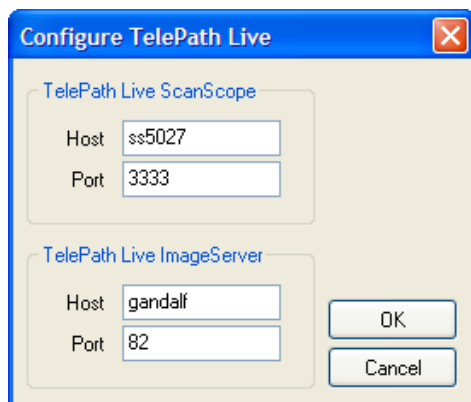 Configure TelePath Live
TelePath Live ScanScope
Host ss5027
Port 3333
TelePath Live ImageServer
Host gandalf
Port 82
OK
Cancel